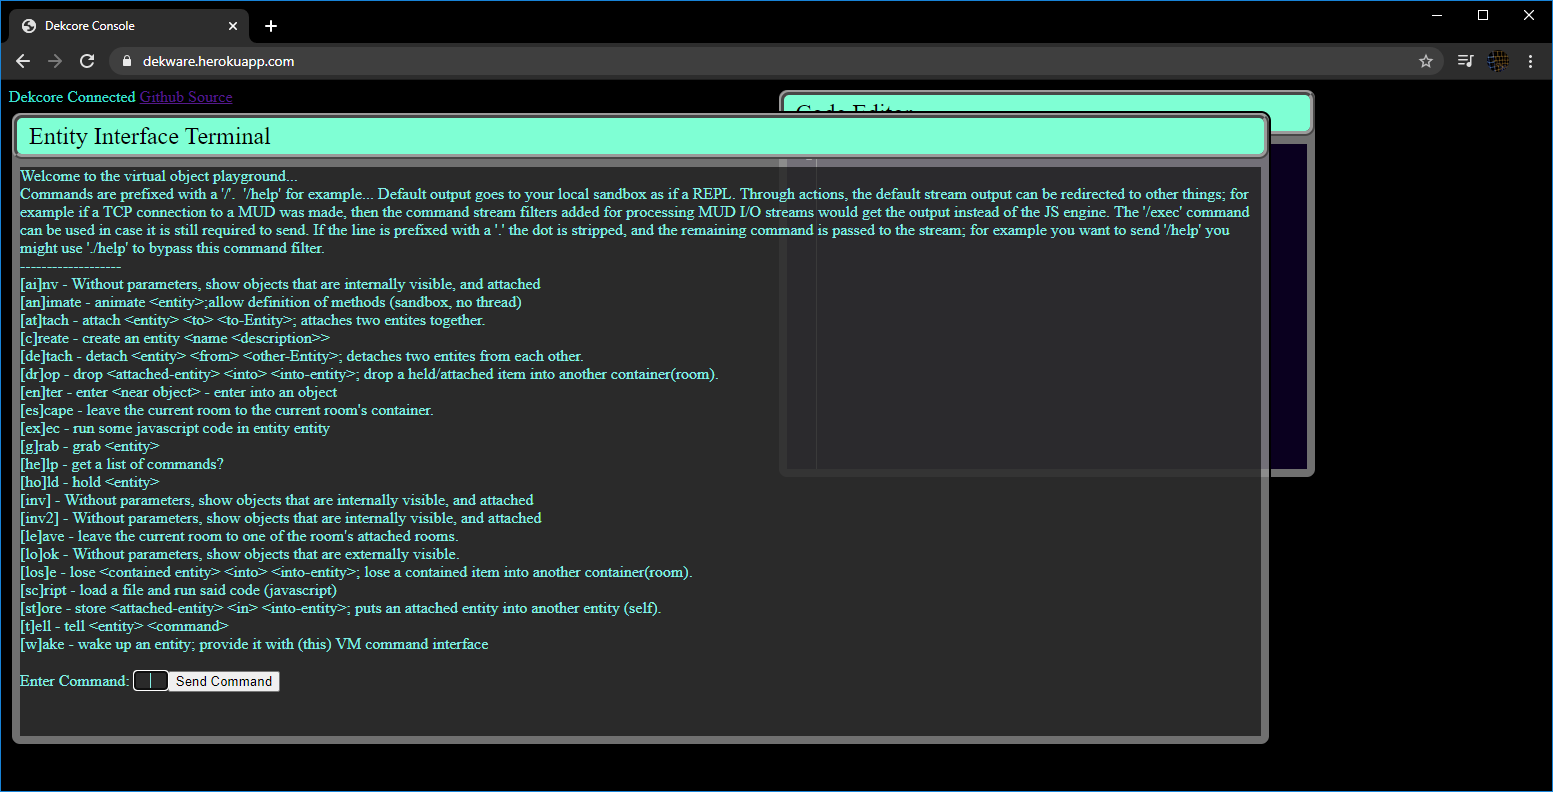 Dekcore Console
dekware.herokuapp.com
Dekcore Connected Github Source
Code Editor
Entity Interface Terminal
Welcome to the virtual object playground...
Commands are prefixed with a '/'. '/help' for example... Default output goes to your local sandbox as if a REPL. Through actions, the default stream output can be redirected to other things; for
example if a TCP connection to a MUD was made, then the command stream filters added for processing MUD I/O streams would get the output instead of the JS engine. The '/exec' command
can be used in case it is still required to send. If the line is prefixed with a '.' the dot is stripped, and the remaining command is passed to the stream; for example you want to send '/help' you
might use './help' to bypass this command filter.
-------------------
[ai]nv - Without parameters, show objects that are internally visible, and attached
[an]imate - animate <entity>;allow definition of methods (sandbox, no thread)
[at]tach - attach <entity> <to> <to-Entity>; attaches two entites together.
[c]reate - create an entity <name <description>>
[de]tach - detach <entity> <from> <other-Entity>; detaches two entites from each other.
[dr]op - drop <attached-entity> <into> <into-entity>; drop a held/attached item into another container(room).
[en]ter - enter <near object> - enter into an object
[es]cape - leave the current room to the current room's container.
[ex]ec - run some javascript code in entity entity
[g]rab - grab <entity>
[he]lp - get a list of commands?
[ho]ld - hold <entity>
[inv] - Without parameters, show objects that are internally visible, and attached
[inv2] - Without parameters, show objects that are internally visible, and attached
[le]ave - leave the current room to one of the room's attached rooms.
[lo]ok - Without parameters, show objects that are externally visible.
[los]e - lose <contained entity> <into> <into-entity>; lose a contained item into another container(room).
[sc]ript - load a file and run said code (javascript)
[st]ore - store <attached-entity> <in> <into-entity>; puts an attached entity into another entity (self).
[t]ell - tell <entity> <command>
[w]ake - wake up an entity; provide it with (this) VM command interface
Enter Command: Send Command